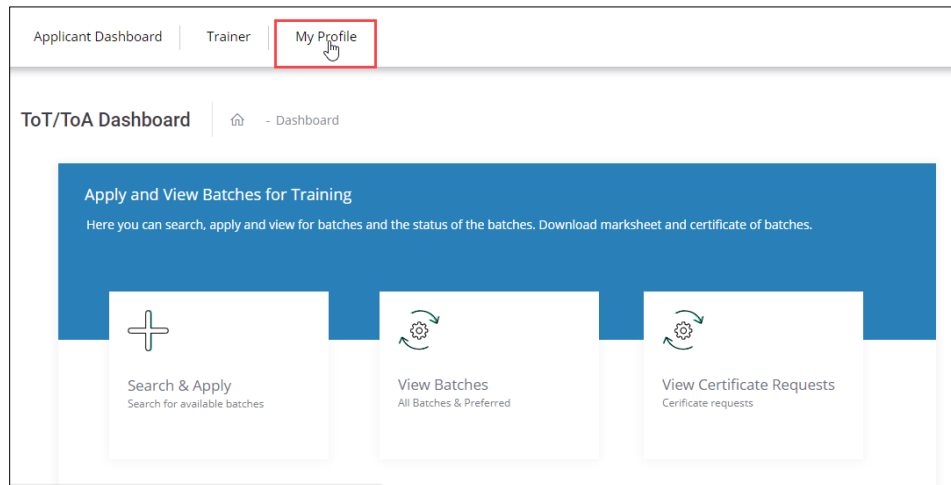 Applicant Dashboard Trainer My Profile
ToT/ToA Dashboard - Dashboard
Apply and View Batches for Training
Here you can search, apply and view for batches and the status of the batches. Download marksheet and certificate of batches.
Search & Apply
Search for available batches
View Batches
All Batches & Preferred
View Certificate Requests
Cerificate requests